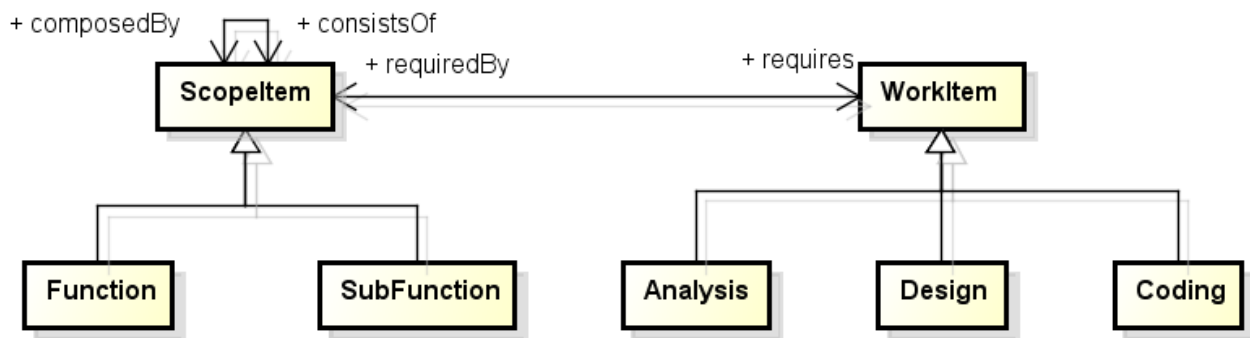 + composedBy
+ consistsOf
+ requiredBy
+ requires
ScopeItem
WorkItem
Function
SubFunction
Analysis
Design
Coding